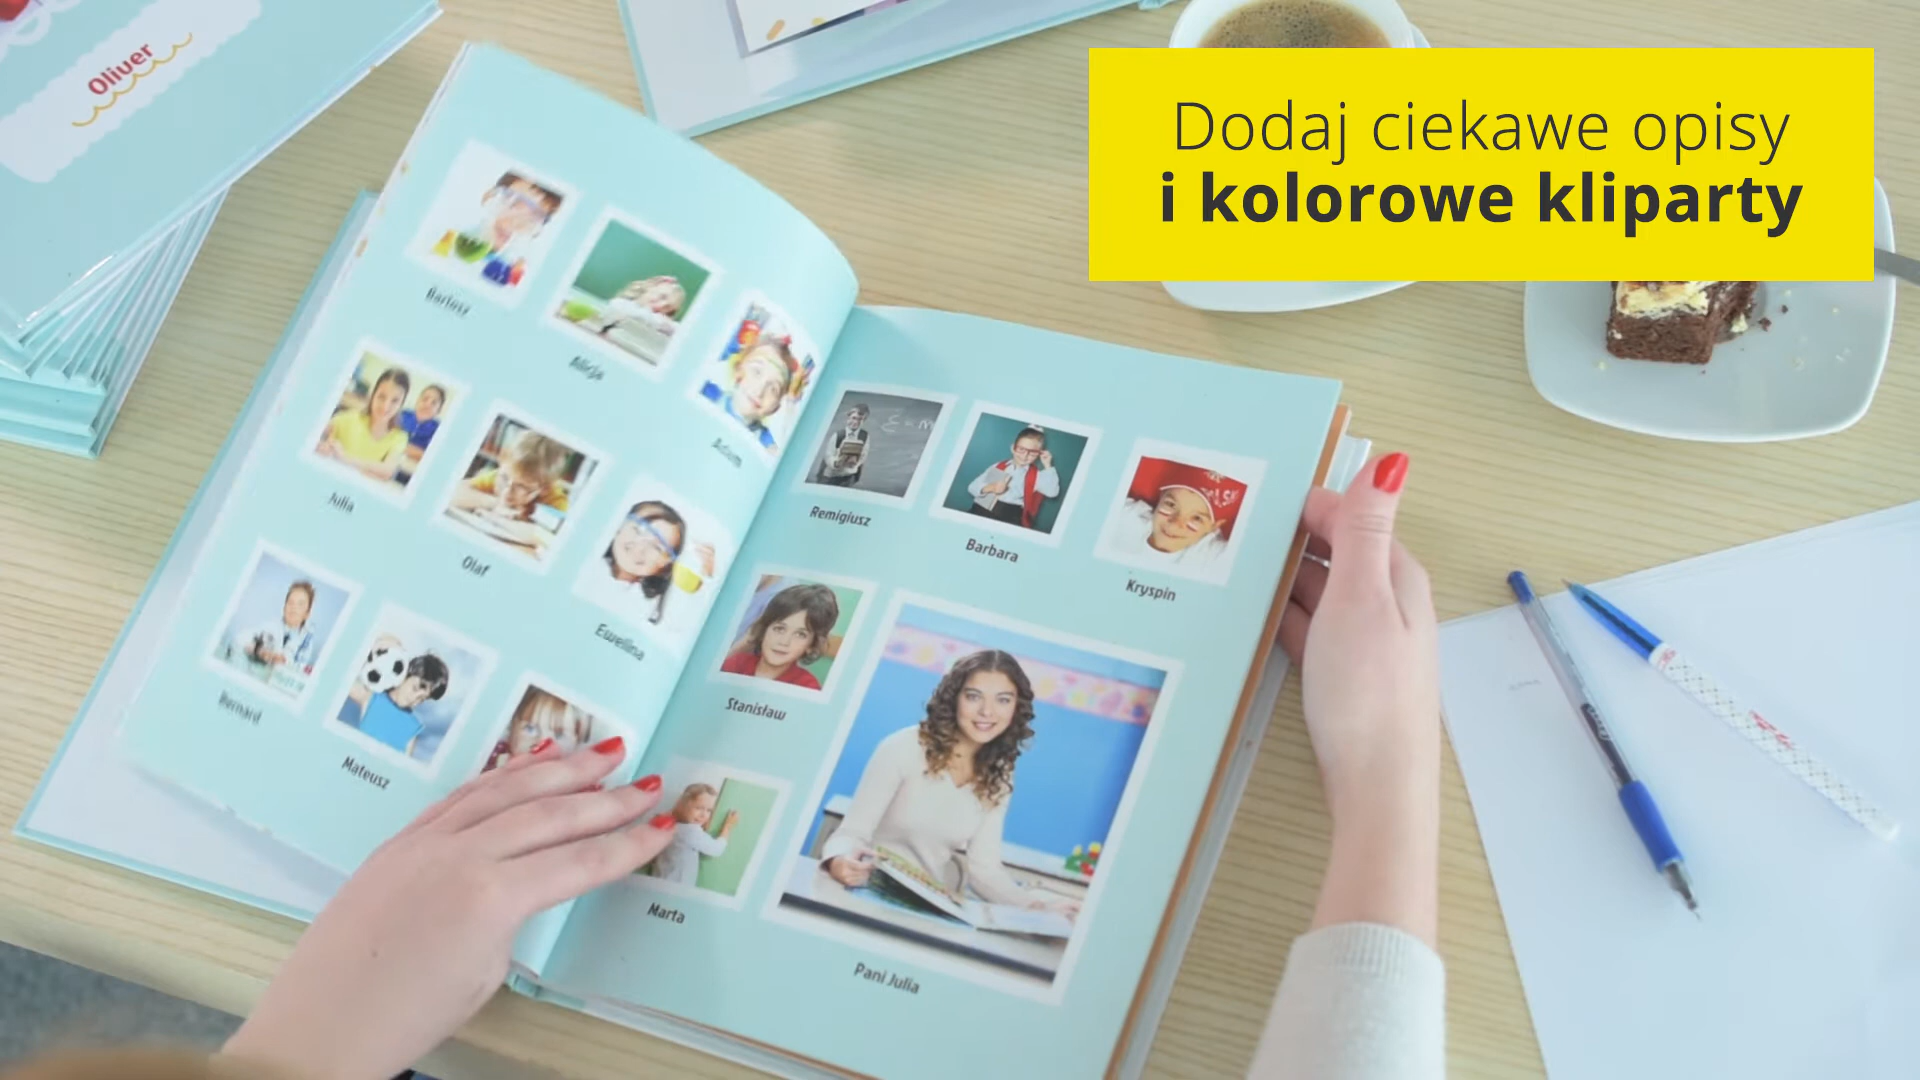 Oliver
Dodaj ciekawe opisy
i kolorowe kliparty
Bartosz
Alicja
Adam
Julia
Olaf
Ewelina
Bernard
Mateusz
Remigiusz
Barbara
Kryspin
Stanisław
Marta
Pani Julia